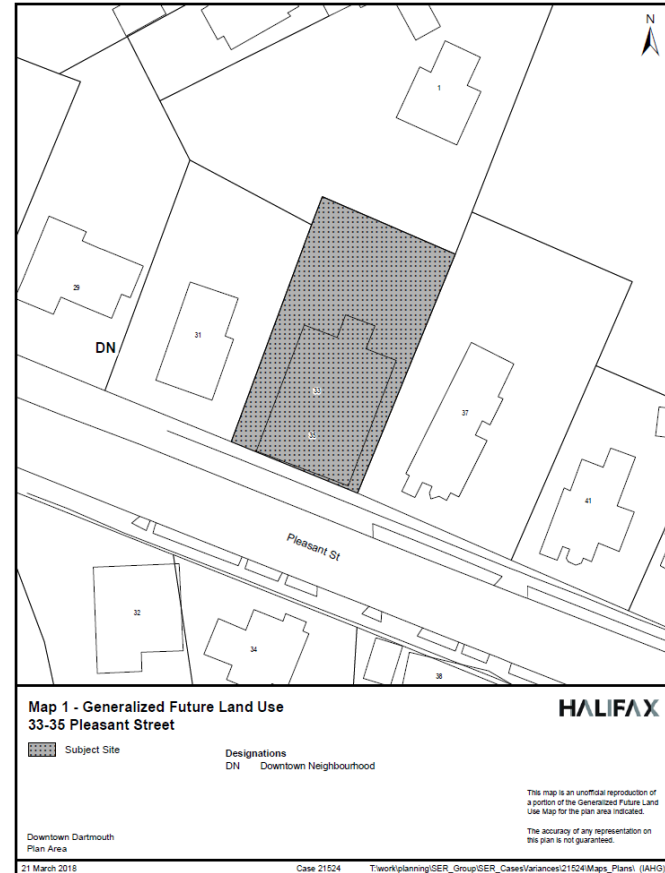 N
1
29
31
DN
33
35
37
41
Pleasant St
32
34
38
Map 1 - Generalized Future Land Use
33-35 Pleasant Street
HALIFAX
Subject Site
Designations
DN Downtown Neighbourhood
This map is an unofficial reproduction of
a portion of the Generalized Future Land
Use Map for the plan area indicated.
The accuracy of any representation on
this plan is not guaranteed.
Downtown Dartmouth
Plan Area
21 March 2018 Case 21524 T:\work\planning\SER_Group\SER_Cases\Variances\21524\Maps_Plans\ (IAHG)